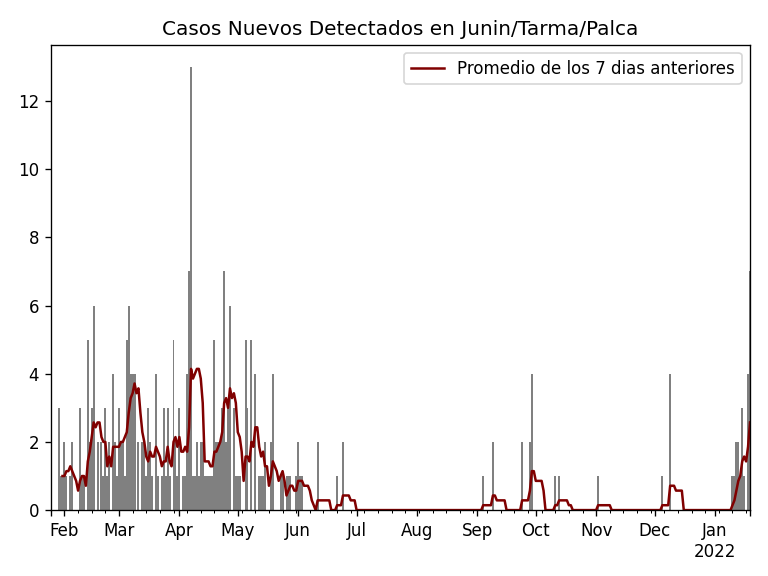 Casos Nuevos Detectados en Junin/Tarma/Palca
Promedio de los 7 dias anteriores
12
10
8
6
4
2
0
Feb Mar Apr May Jun Jul Aug Sep Oct Nov Dec Jan
2022